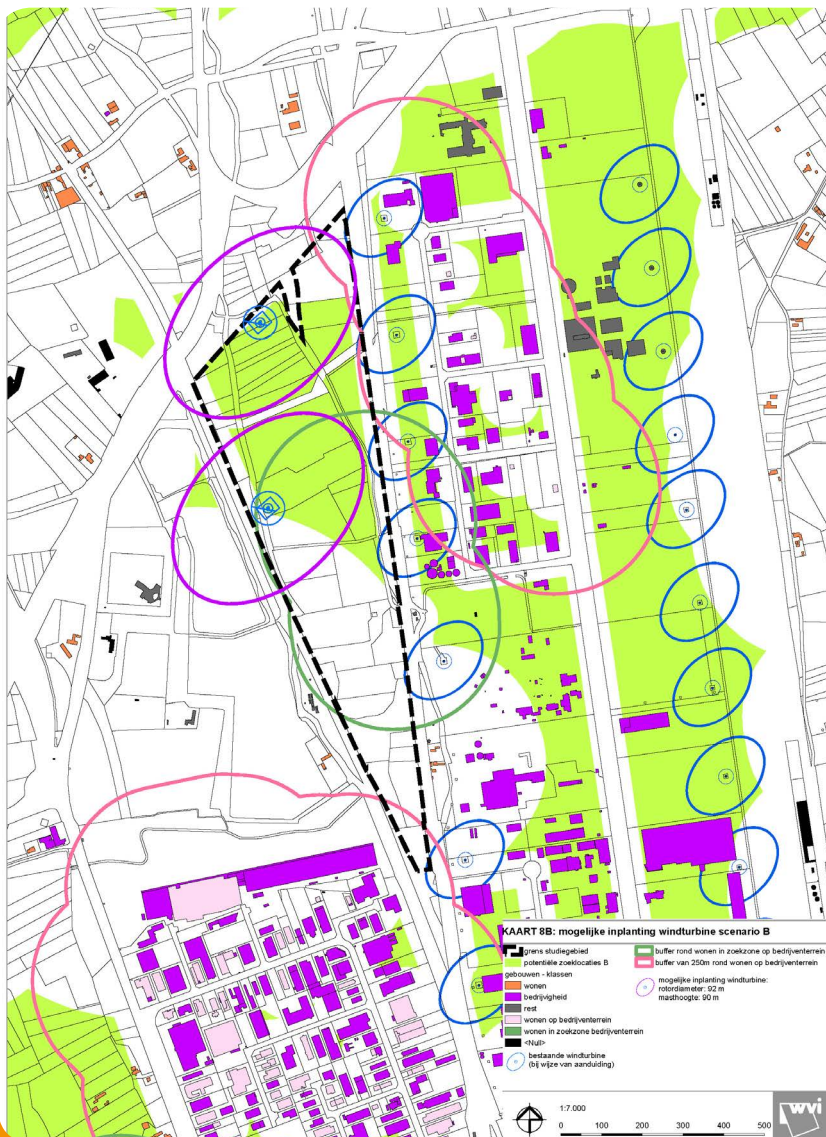 KAART 8B: mogelijke inplanting windturbine scenario B
grens studiegebied
potentiële zoeklocaties B
gebouwen - klassen
wonen
bedrijvigheid
rest
wonen op bedrijventerrein
wonen in zoekzone bedrijventerrein
<Null>
bestaande windturbine
(bij wijze van aanduiding)
buffer rond wonen in zoekzone op bedrijventerrein
buffer van 250m rond wonen op bedrijventerrein
mogelijke inplanting windturbine:
rotordiameter: 92 m
masthoogte: 90 m
1:7.000
0 100 200 300 400 500
wvi